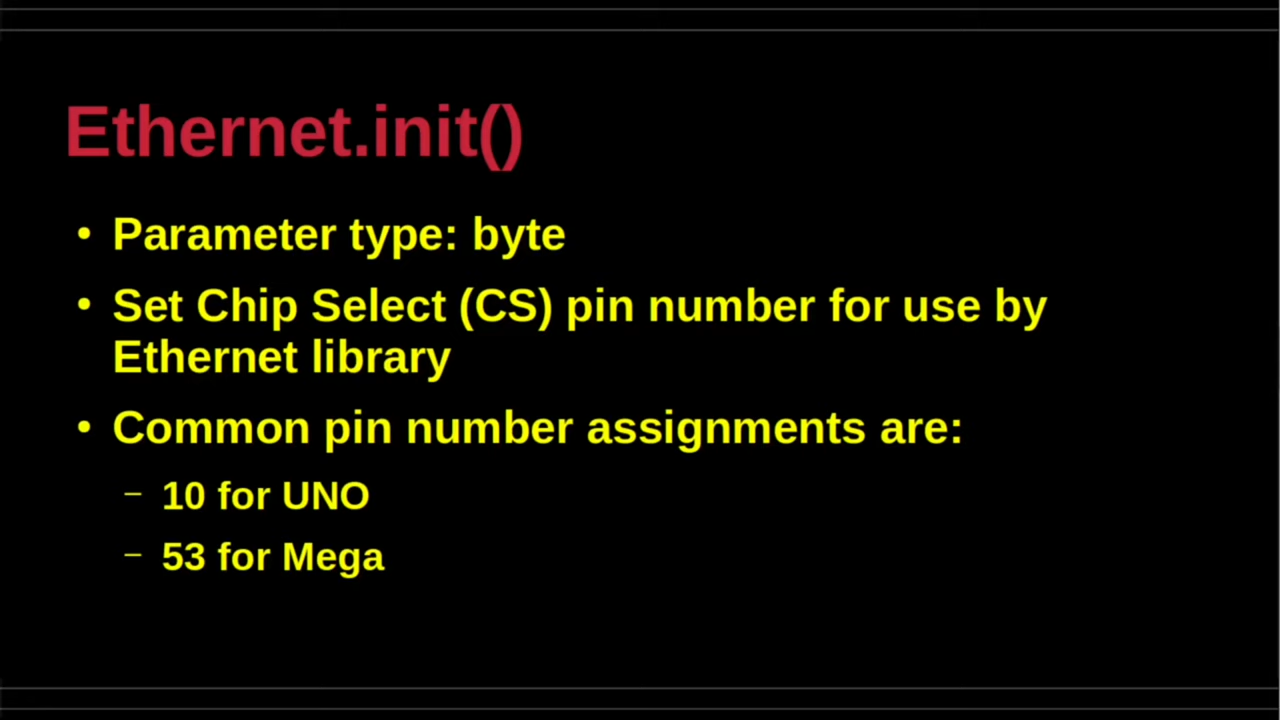 Ethernet.init()
• Parameter type: byte
• Set Chip Select (CS) pin number for use by
Ethernet library
• Common pin number assignments are:
– 10 for UNO
– 53 for Mega